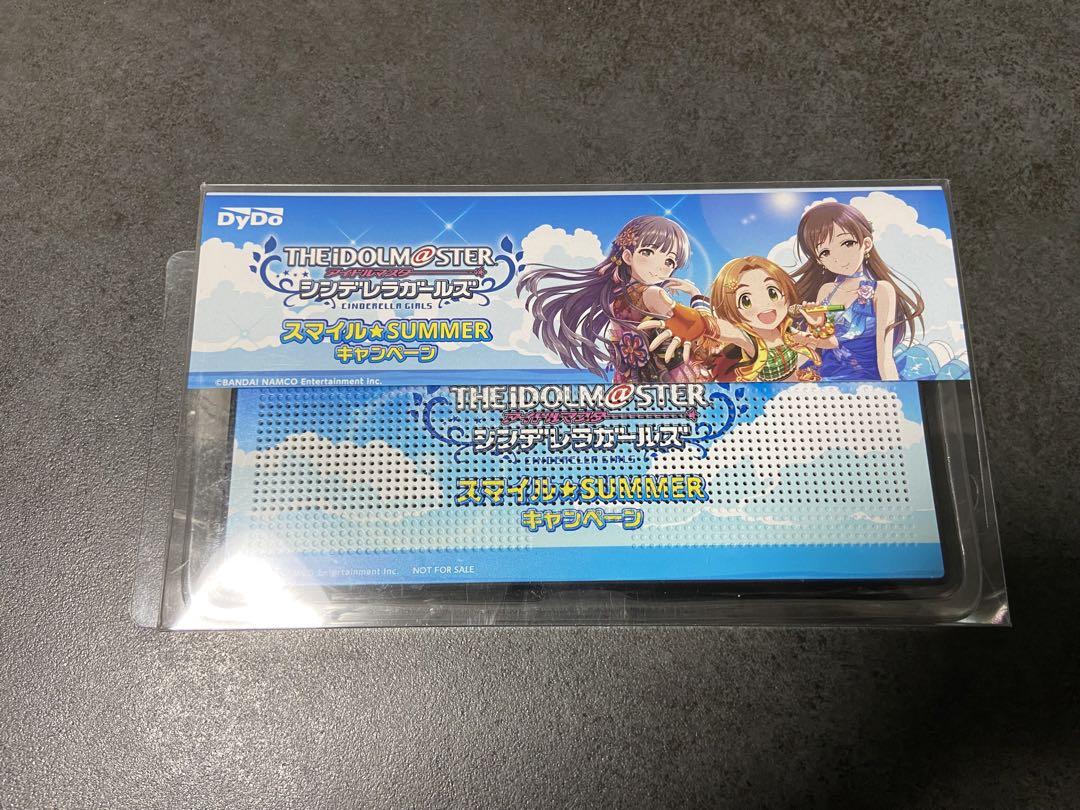 DyDo
THE iDOLM@STER
アイドルマスター
シンデレラガールズ
CINDERELLA GIRLS
スマイル★SUMMER
キャンペーン
©BANDAI NAMCO Entertainment Inc.
THE iDOLM@STER
アイドルマスター
シンデレラガールズ
CINDERELLA GIRLS
スマイル★SUMMER
キャンペーン
Entertainment Inc. NOT FOR SALE